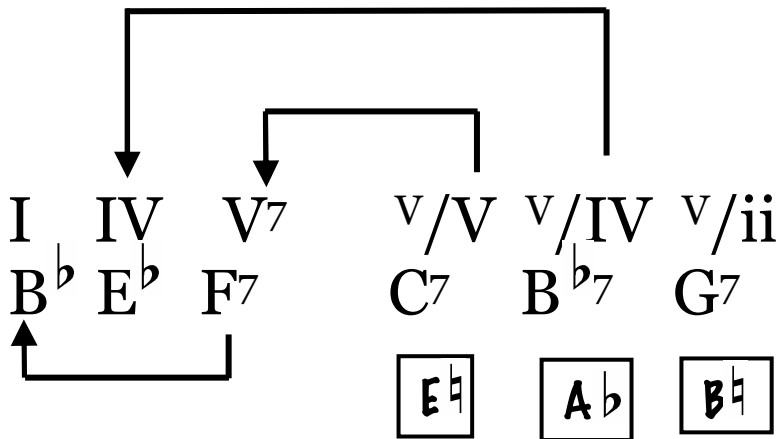 I IV V7 V/V V/IV V/ii
B♭ E♭ F7 C7 B♭7 G7
E♮ A♭ B♮